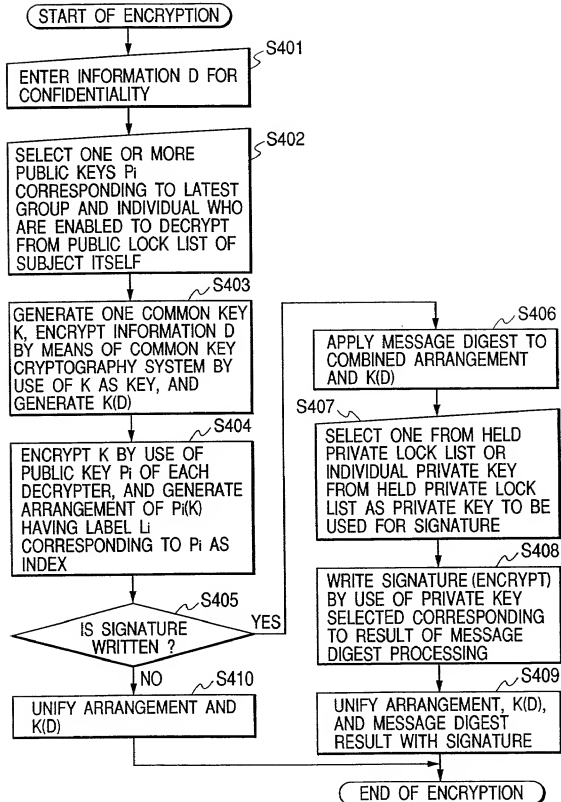 START OF ENCRYPTION
S401
ENTER INFORMATION D FOR
CONFIDENTIALITY
S402
SELECT ONE OR MORE
PUBLIC KEYS Pi
CORRESPONDING TO LATEST
GROUP AND INDIVIDUAL WHO
ARE ENABLED TO DECRYPT
FROM PUBLIC LOCK LIST OF
SUBJECT ITSELF
S403
GENERATE ONE COMMON KEY
K, ENCRYPT INFORMATION D
BY MEANS OF COMMON KEY
CRYPTOGRAPHY SYSTEM BY
USE OF K AS KEY, AND
GENERATE K(D)
S404
ENCRYPT K BY USE OF
PUBLIC KEY Pi OF EACH
DECRYPTER, AND GENERATE
ARRANGEMENT OF Pi(K)
HAVING LABEL Li
CORRESPONDING TO Pi AS
INDEX
S405
IS SIGNATURE
WRITTEN ?
YES
NO
S410
UNIFY ARRANGEMENT AND
K(D)
S406
APPLY MESSAGE DIGEST TO
COMBINED ARRANGEMENT
AND K(D)
S407
SELECT ONE FROM HELD
PRIVATE LOCK LIST OR
INDIVIDUAL PRIVATE KEY
FROM HELD PRIVATE LOCK
LIST AS PRIVATE KEY TO BE
USED FOR SIGNATURE
S408
WRITE SIGNATURE (ENCRYPT)
BY USE OF PRIVATE KEY
SELECTED CORRESPONDING
TO RESULT OF MESSAGE
DIGEST PROCESSING
S409
UNIFY ARRANGEMENT, K(D),
AND MESSAGE DIGEST
RESULT WITH SIGNATURE
END OF ENCRYPTION